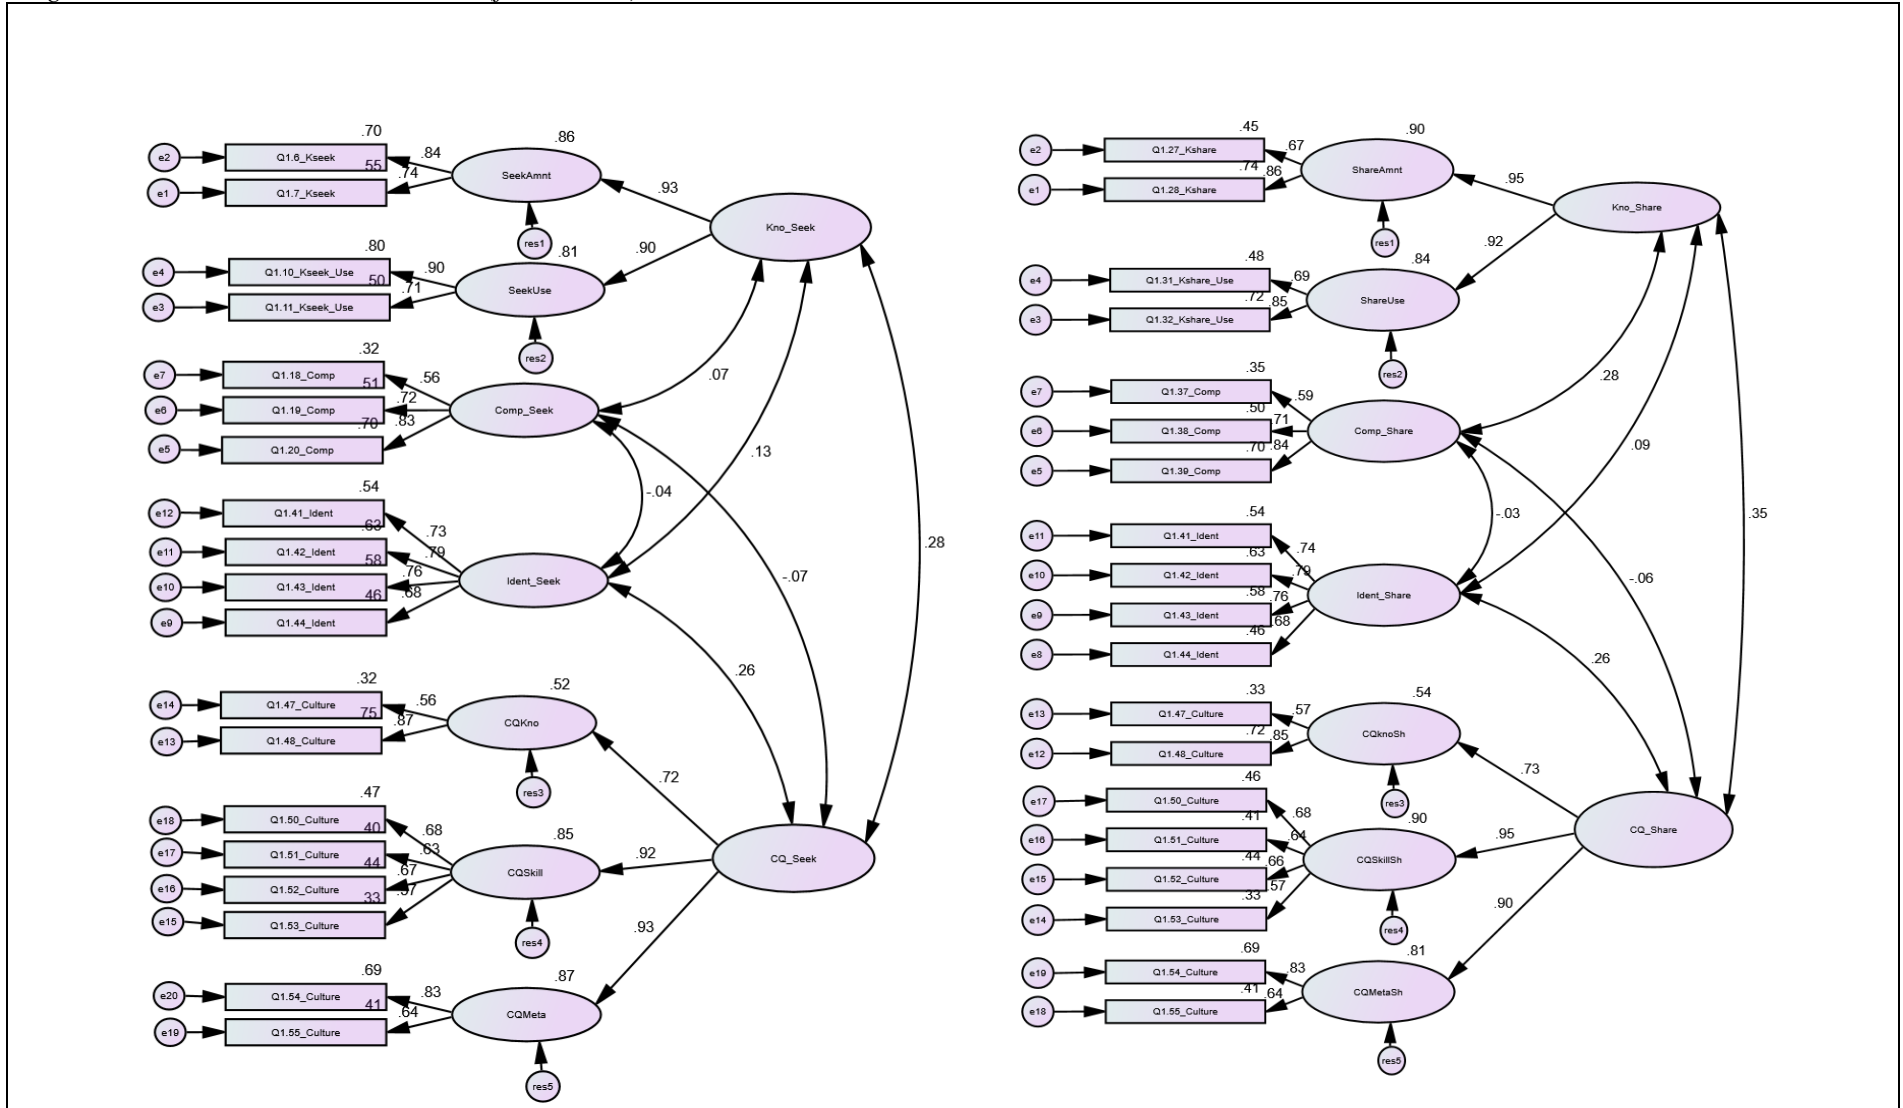 .70
.86
e2
Q1.6_Kseek
.84
SeekAmnt
55
.74
e1
Q1.7_Kseek
.93
Kno_Seek
res1
.80
.81
.90
e4
Q1.10_Kseek_Use
.90
SeekUse
50
.71
e3
Q1.11_Kseek_Use
res2
.32
e7
Q1.18_Comp
.56
51
.72
e6
Q1.19_Comp
Comp_Seek
.70
.83
e5
Q1.20_Comp
.07
.13
-.04
.54
e12
Q1.41_Ident
.73
.63
e11
Q1.42_Ident
.79
58
.76
e10
Q1.43_Ident
Ident_Seek
46
.68
e9
Q1.44_Ident
-.07
.28
.26
.32
.52
e14
Q1.47_Culture
.56
CQKno
75
.87
e13
Q1.48_Culture
.72
res3
.47
.85
e18
Q1.50_Culture
.68
40
.63
e17
Q1.51_Culture
.92
CQ_Seek
44
.67
e16
Q1.52_Culture
CQSkill
33
.57
e15
Q1.53_Culture
res4
.93
.69
.87
e20
Q1.54_Culture
.83
CQMeta
41
.64
e19
Q1.55_Culture
res5
.45
.90
e2
Q1.27_Kshare
.67
ShareAmnt
.74
.86
e1
Q1.28_Kshare
.95
Kno_Share
res1
.48
.84
.92
e4
Q1.31_Kshare_Use
.69
ShareUse
.72
.85
e3
Q1.32_Kshare_Use
res2
.35
e7
Q1.37_Comp
.59
.50
.71
e6
Q1.38_Comp
Comp_Share
.70
.84
e5
Q1.39_Comp
.28
.09
-.03
.35
.54
e11
Q1.41_Ident
.74
.63
.79
e10
Q1.42_Ident
.58
.76
e9
Q1.43_Ident
Ident_Share
.46
.68
e8
Q1.44_Ident
-.06
.26
.33
.54
e13
Q1.47_Culture
.57
CQknoSh
.72
.85
e12
Q1.48_Culture
.73
res3
.46
.90
e17
Q1.50_Culture
.68
.41
.64
e16
Q1.51_Culture
.95
CQ_Share
.44
.66
e15
Q1.52_Culture
CQSkillSh
.33
.57
e14
Q1.53_Culture
res4
.90
.69
.81
e19
Q1.54_Culture
.83
CQMetaSh
.41
.64
e18
Q1.55_Culture
res5